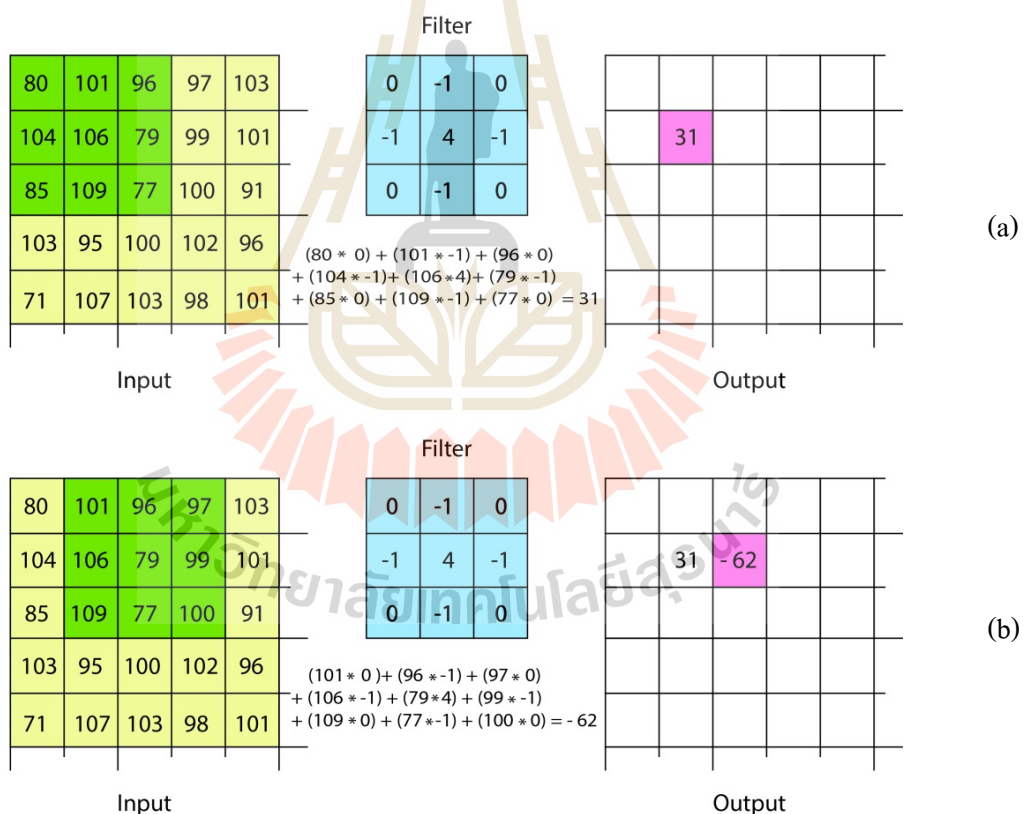 Filter
80 101 96 97 103
0 -1 0
104 106 79 99 101
-1 4 -1
31
85 109 77 100 91
0 -1 0
(a)
103 95 100 102 96
(80 * 0) + (101 * -1) + (96 * 0)
+ (104 * -1)+ (106 *4)+ (79 * -1)
71 107 103 98 101
+ (85 * 0) + (109 * -1) + (77 * 0) = 31
Input
Output
Filter
80 101 96 97 103
0 -1 0
104 106 79 99 101
-1 4 -1
31 - 62
85 109 77 100 91
0 -1 0
(b)
103 95 100 102 96
(101 * 0 )+ (96 * -1) + (97 * 0)
+ (106 * -1) + (79*4) + (99 * -1)
71 107 103 98 101
+ (109 * 0) + (77 * -1) + (100 * 0) = - 62
Input
Output
มหาวิทยาลัยเทคโนโลยีสุรนารี